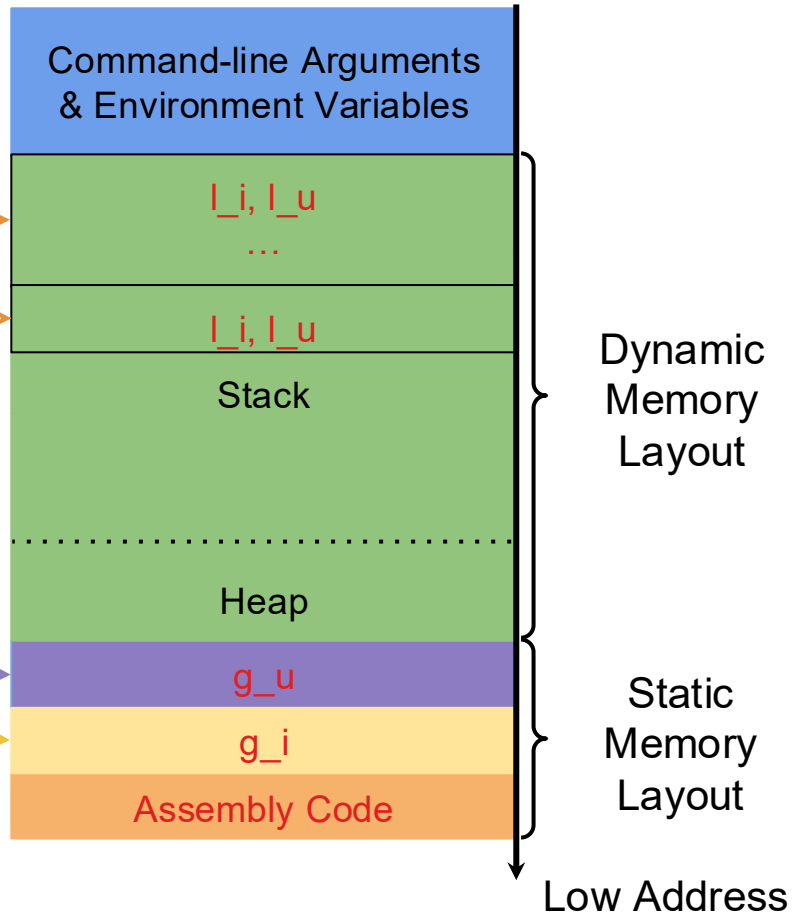 Command-line Arguments
& Environment Variables
l_i, l_u
...
l_i, l_u
Stack
Heap
g_u
g_i
Assembly Code
Dynamic
Memory
Layout
Static
Memory
Layout
Low Address